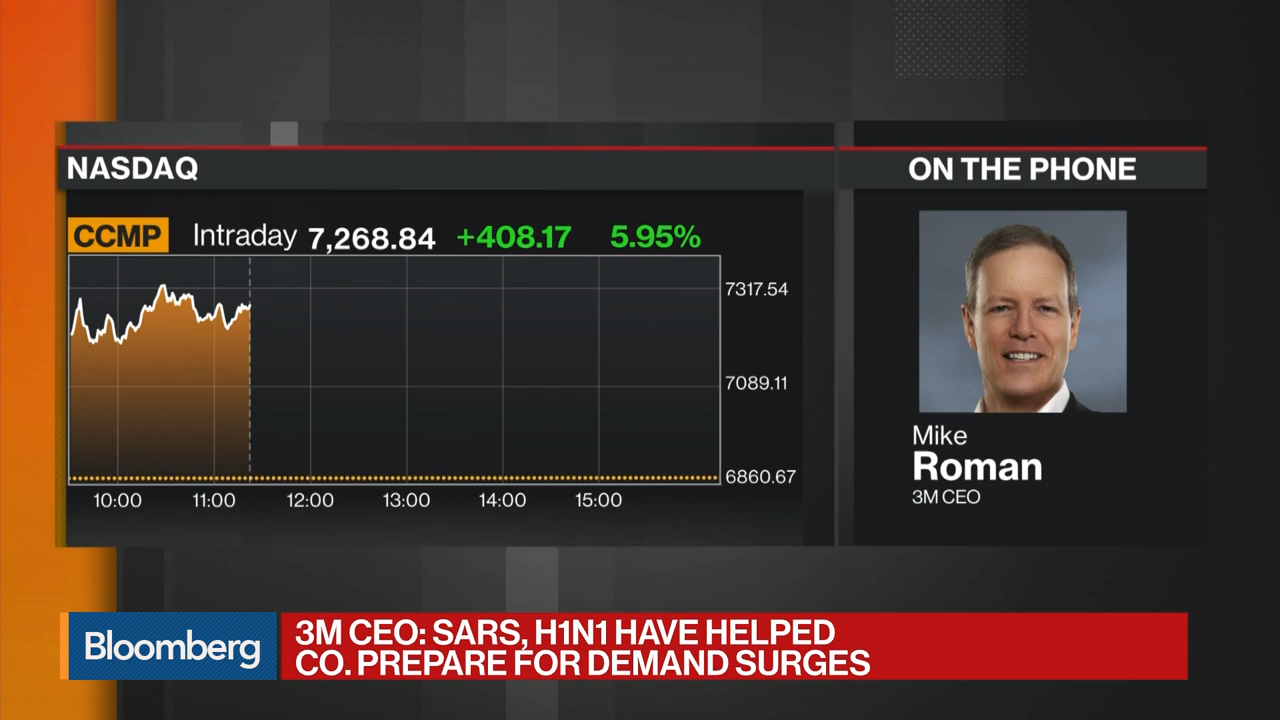 NASDAQ
CCMP Intraday 7,268.84 +408.17 5.95%
7317.54
7089.11
6860.67
10:00 11:00 12:00 13:00 14:00 15:00
ON THE PHONE
Mike
Roman
3M CEO
Bloomberg
3M CEO: SARS, H1N1 HAVE HELPED
CO. PREPARE FOR DEMAND SURGES